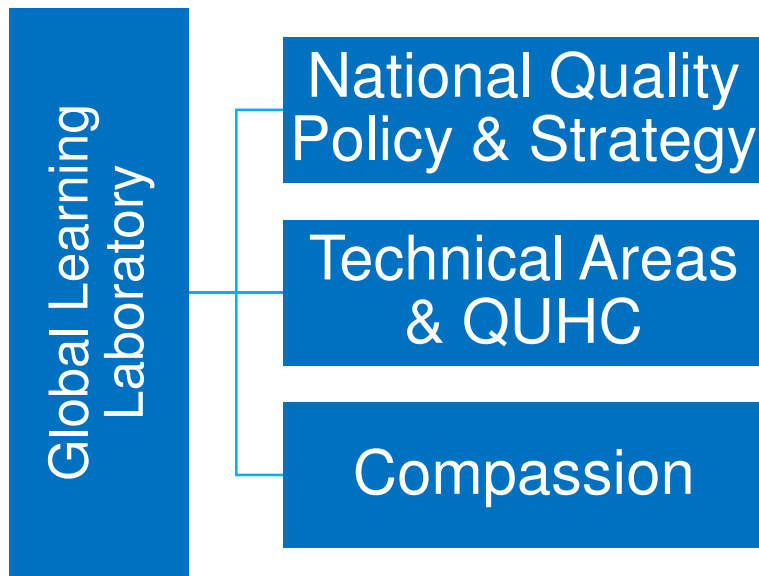 Global Learning
Laboratory
National Quality
Policy & Strategy
Technical Areas
& QUHC
Compassion